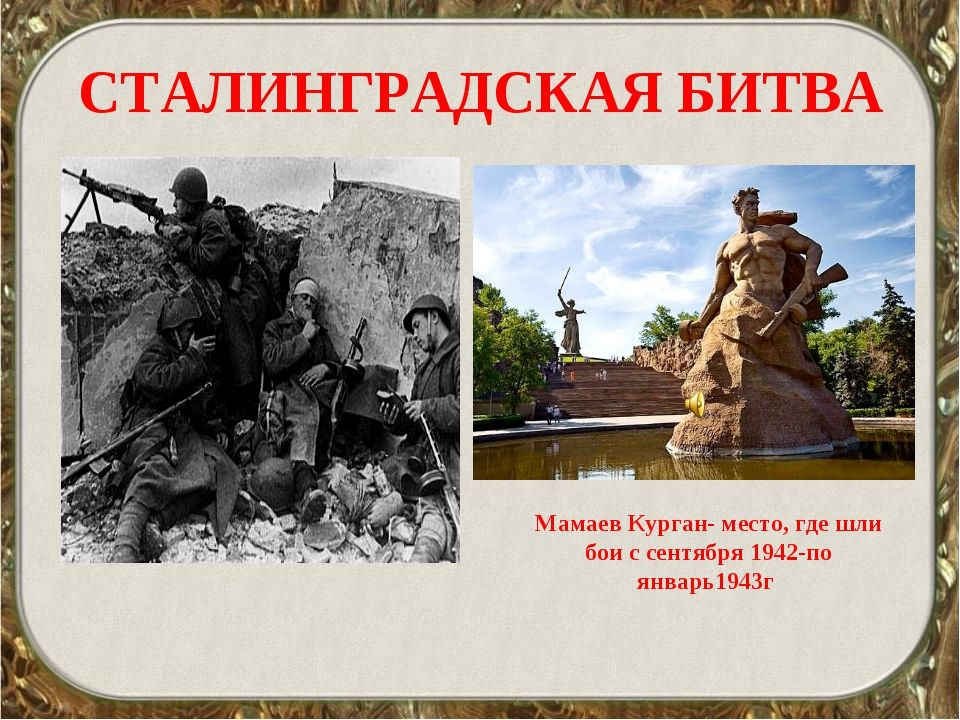 СТАЛИНГРАДСКАЯ БИТВА
Мамаев Курган- место, где шли
бои с сентября 1942-по
январь1943г